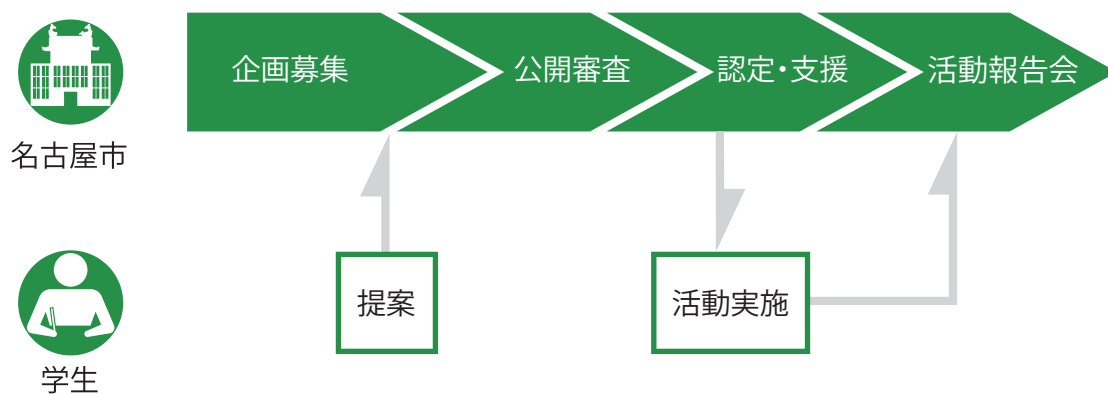 企画募集
公開審査
認定・支援
活動報告会
名古屋市
提案
活動実施
学生